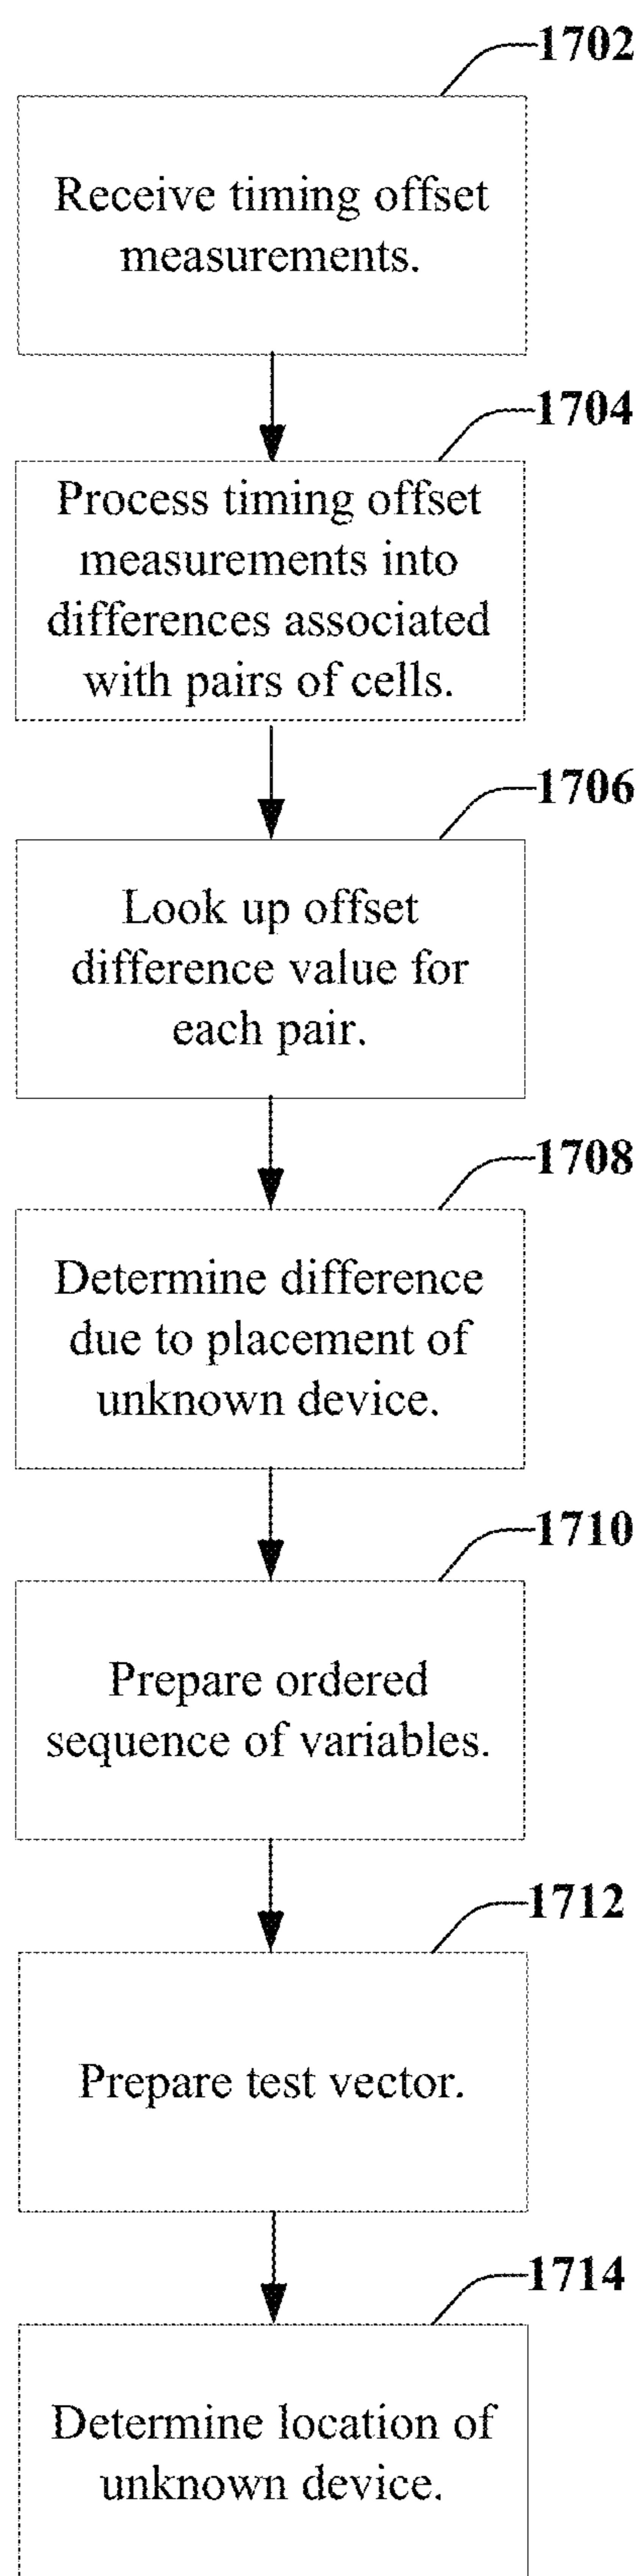 1702
Receive timing offset
measurements.
1704
Process timing offset
measurements into
differences associated
with pairs of cells.
1706
Look up offset
difference value for
each pair.
1708
Determine difference
due to placement of
unknown device.
1710
Prepare ordered
sequence of variables.
1712
Prepare test vector.
1714
Determine location of
unknown device.